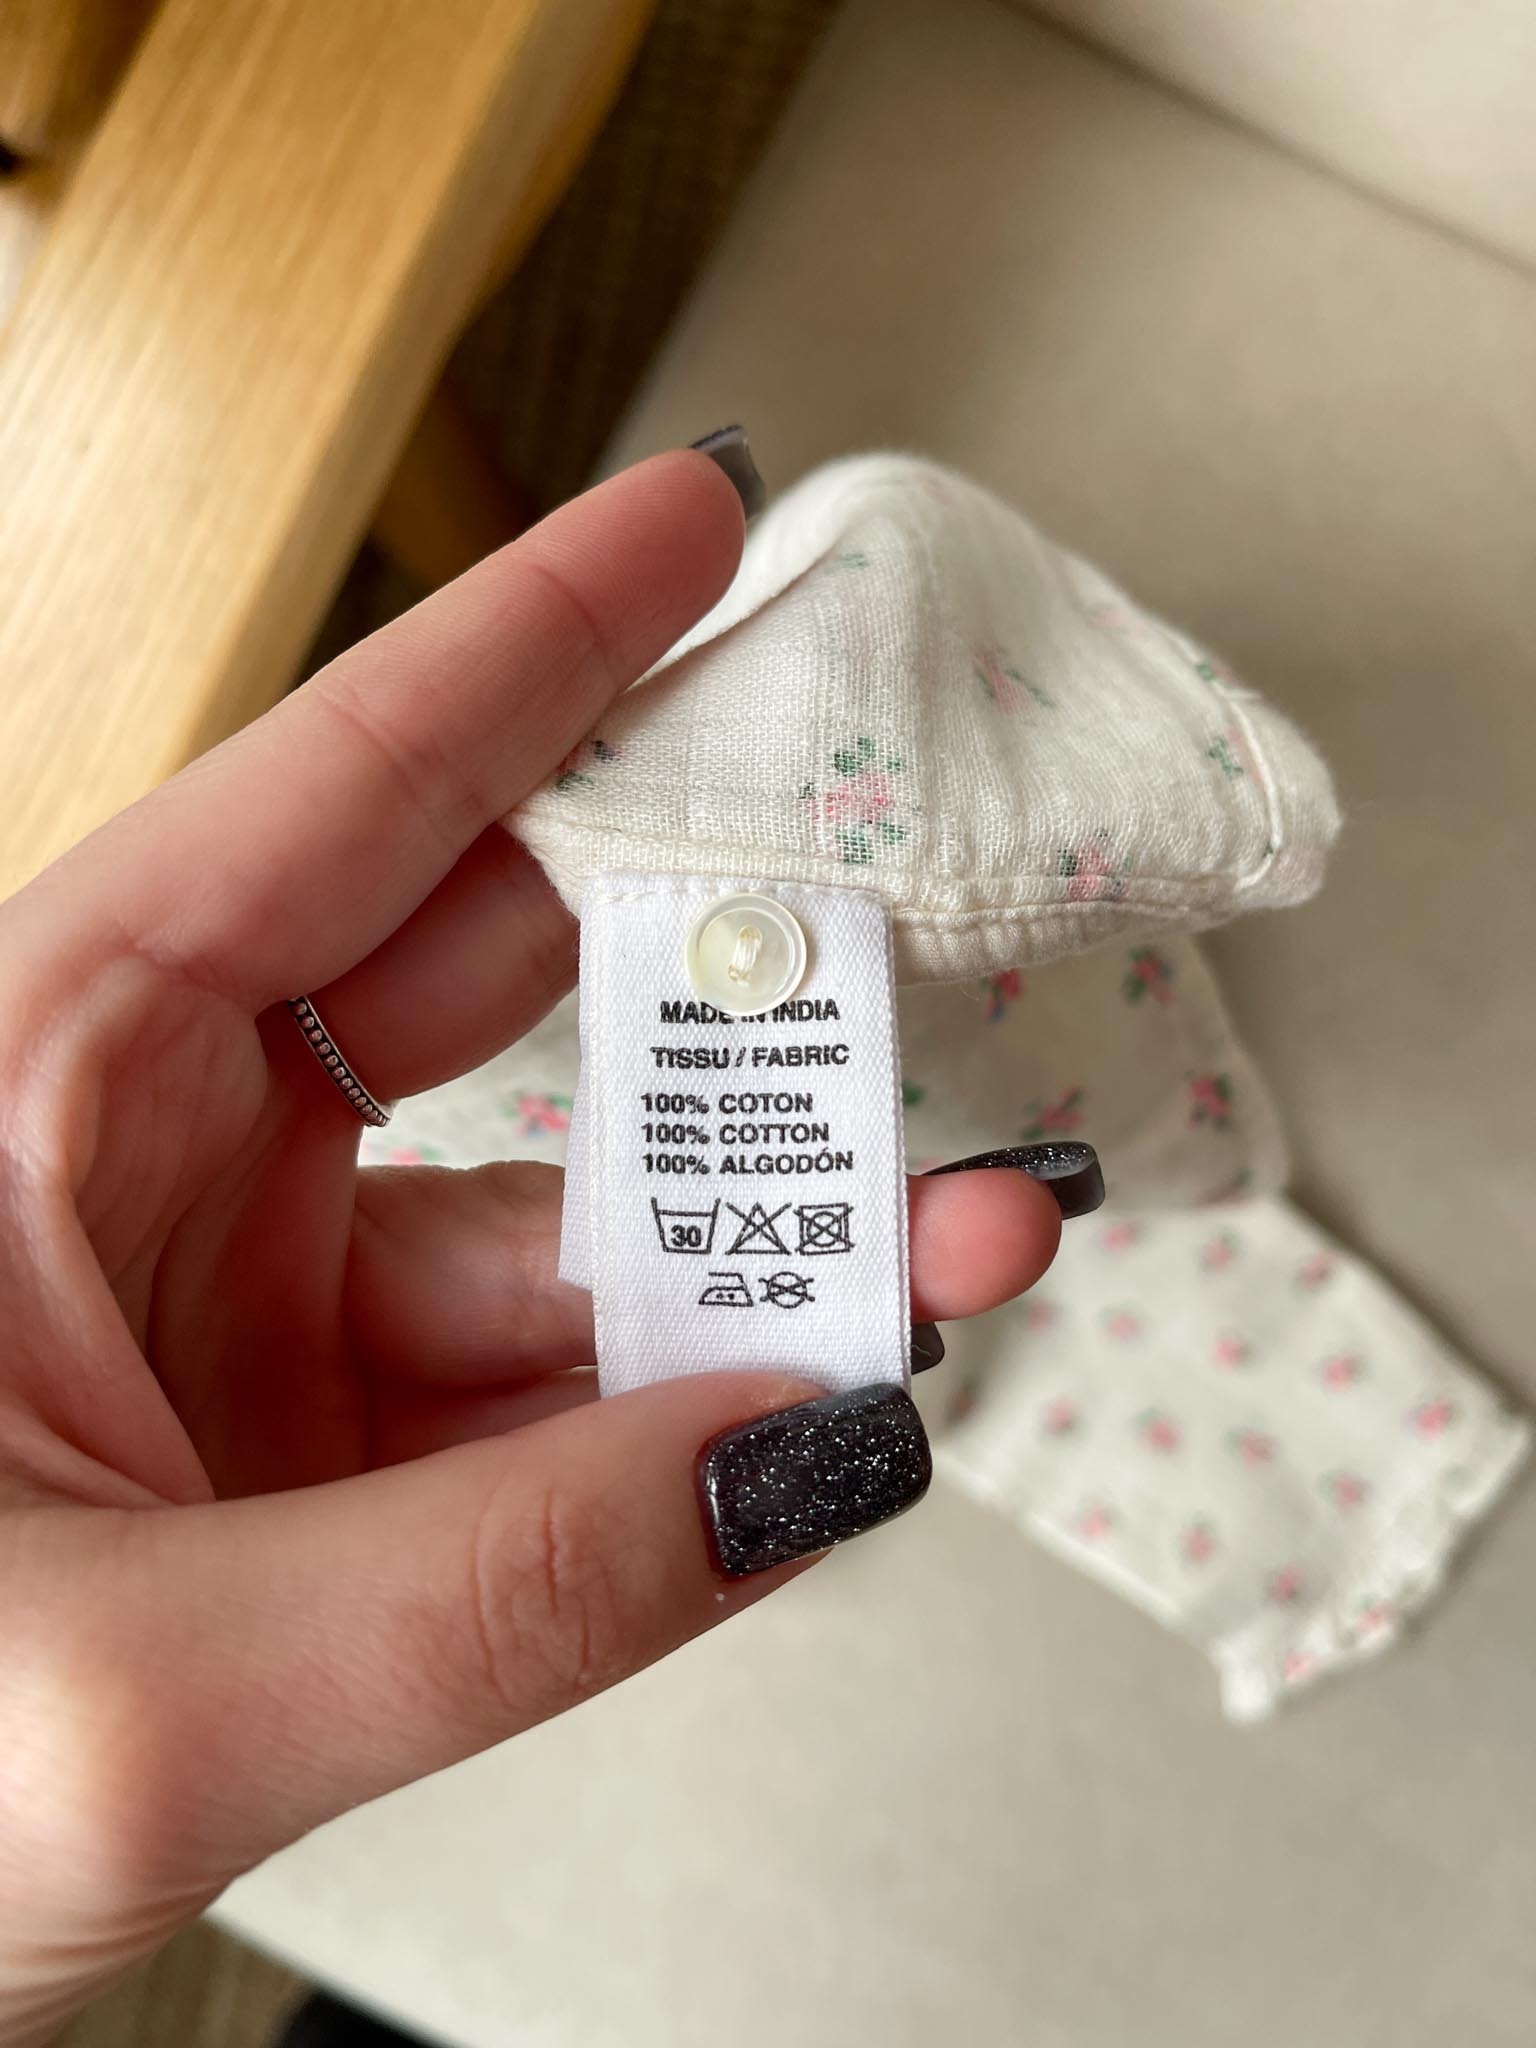 MADE IN INDIA
TISSU / FABRIC
100% COTON
100% COTTON
100% ALGODÓN
30